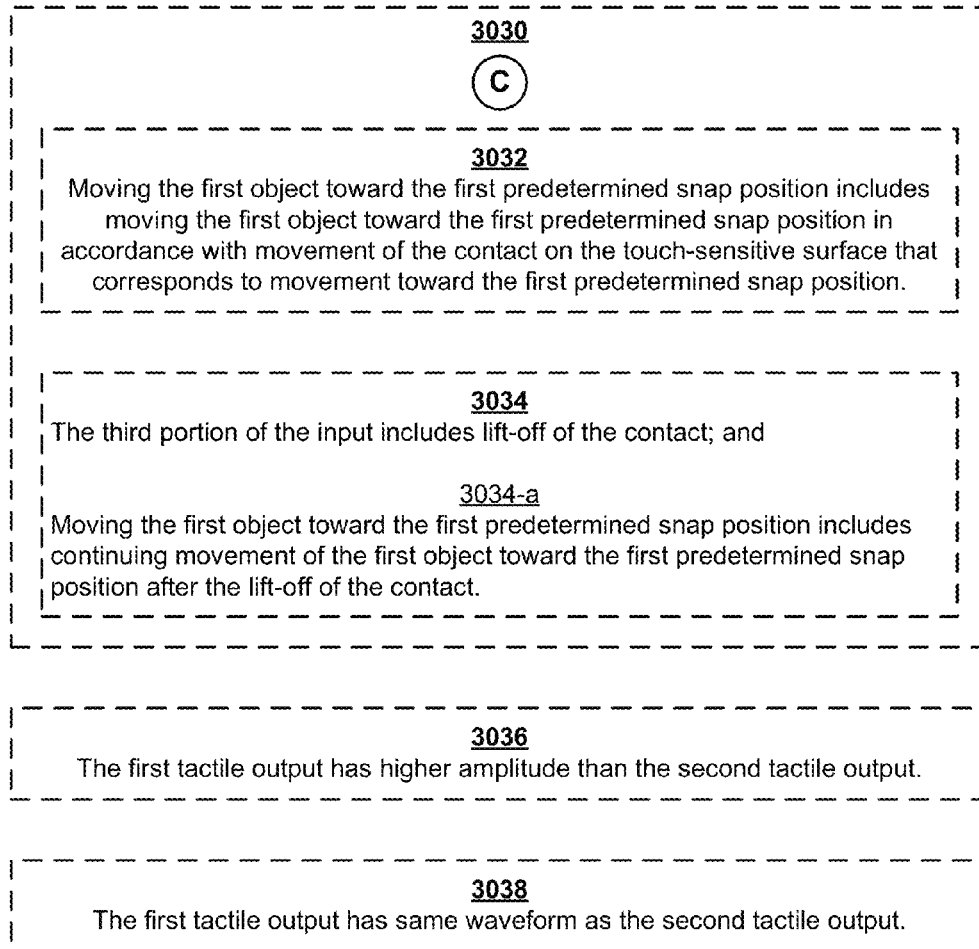 3030
C
3032
Moving the first object toward the first predetermined snap position includes
moving the first object toward the first predetermined snap position in
accordance with movement of the contact on the touch-sensitive surface that
corresponds to movement toward the first predetermined snap position.
3034
The third portion of the input includes lift-off of the contact; and
3034-a
Moving the first object toward the first predetermined snap position includes
continuing movement of the first object toward the first predetermined snap
position after the lift-off of the contact.
3036
The first tactile output has higher amplitude than the second tactile output.
3038
The first tactile output has same waveform as the second tactile output.